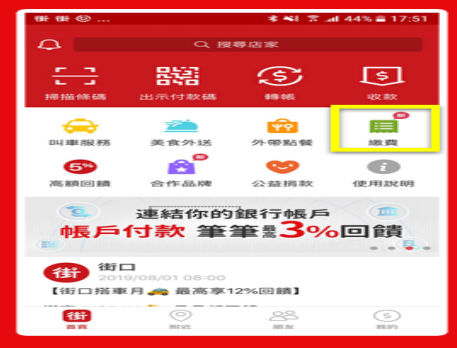 街 街 ... 44% 17:51
搜尋店家
掃描條碼 出示付款碼 轉帳 收款
叫車服務 美食外送 外帶點餐 繳費
5%
高額回饋 合作品牌 公益捐款 使用說明
連結你的銀行帳戶
帳戶付款 筆筆最高3%回饋
街 街口
2019/08/01 08:00
【街口搭車月🚕 最高享12%回饋】
街 首頁 附近 朋友 我的